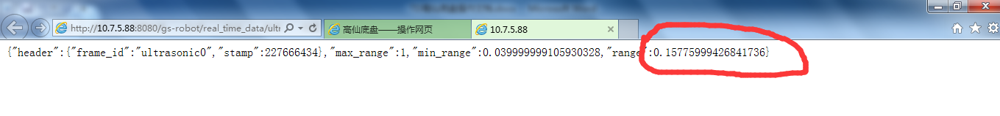 http://10.7.5.88:8080/gs-robot/real_time_data/ultr
高仙底盘——操作网页
10.7.5.88
{"header":{"frame_id":"ultrasonic0","stamp":227666434},"max_range":1,"min_range":0.039999999105930328,"range":0.15775999426841736}